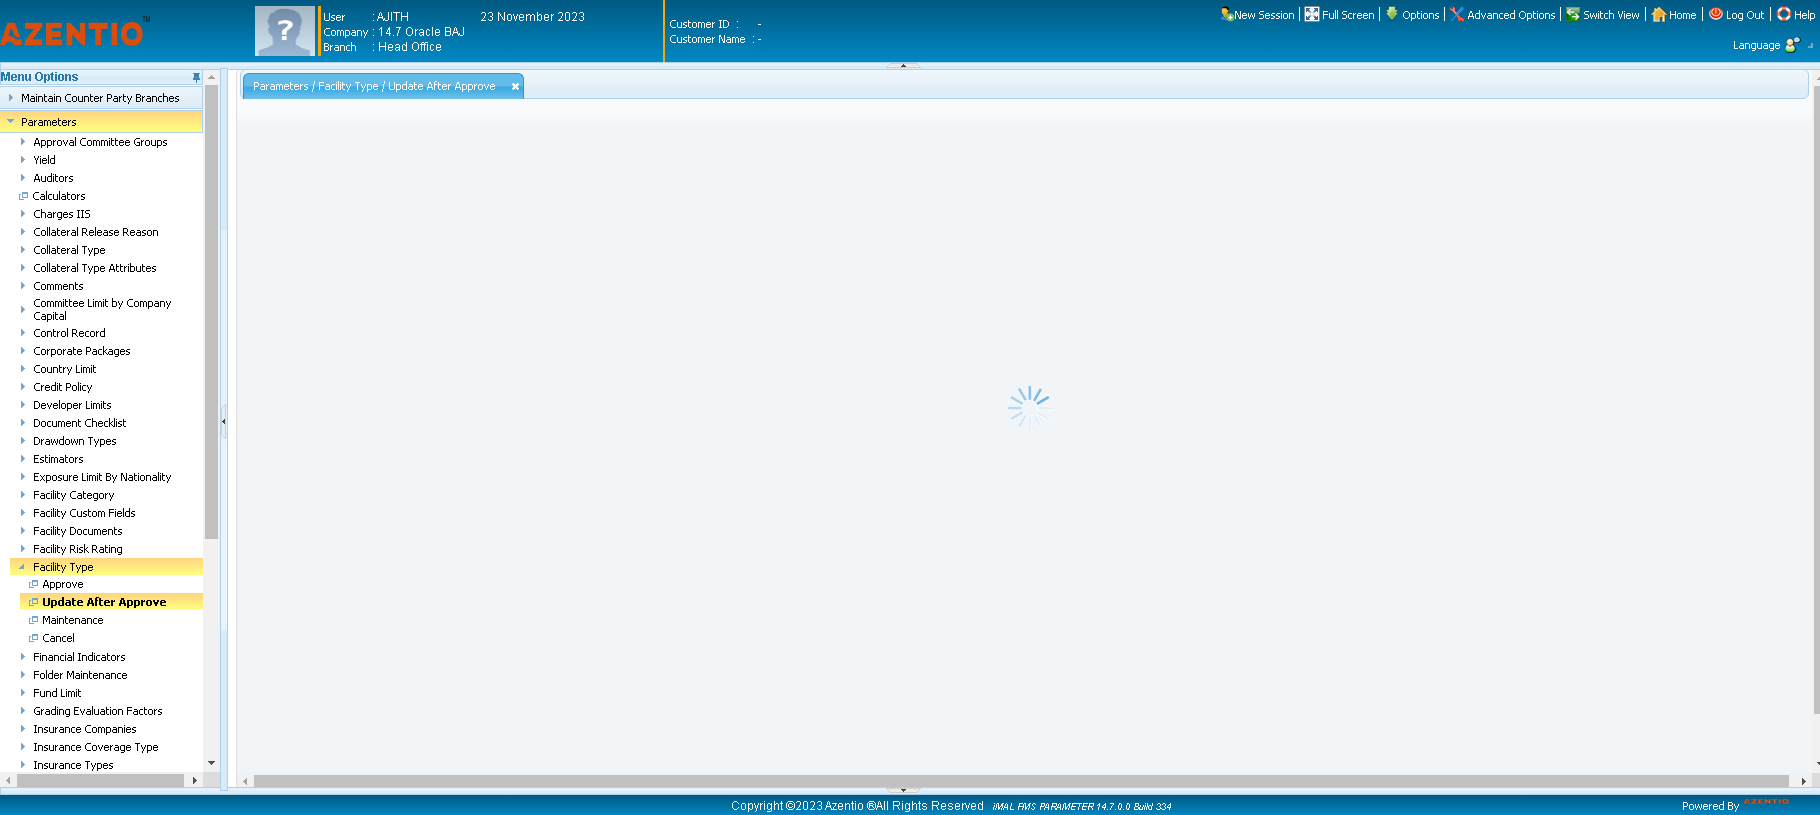 AZENTIO™
User : AJITH 23 November 2023
Company : 14.7 Oracle BAJ
Branch : Head Office
Customer ID : -
Customer Name : -
New Session | Full Screen | Options | Advanced Options | Switch View | Home | Log Out | Help
Language
Menu Options
Maintain Counter Party Branches
Parameters
Approval Committee Groups
Yield
Auditors
Calculators
Charges IIS
Collateral Release Reason
Collateral Type
Collateral Type Attributes
Comments
Committee Limit by Company
Capital
Control Record
Corporate Packages
Country Limit
Credit Policy
Developer Limits
Document Checklist
Drawdown Types
Estimators
Exposure Limit By Nationality
Facility Category
Facility Custom Fields
Facility Documents
Facility Risk Rating
Facility Type
Approve
Update After Approve
Maintenance
Cancel
Financial Indicators
Folder Maintenance
Fund Limit
Grading Evaluation Factors
Insurance Companies
Insurance Coverage Type
Insurance Types
Parameters / Facility Type / Update After Approve
Copyright ©2023 Azentio ®All Rights Reserved iMAL PMS PARAMETER 14.7.0.0 Build 334
Powered By AZENTIO